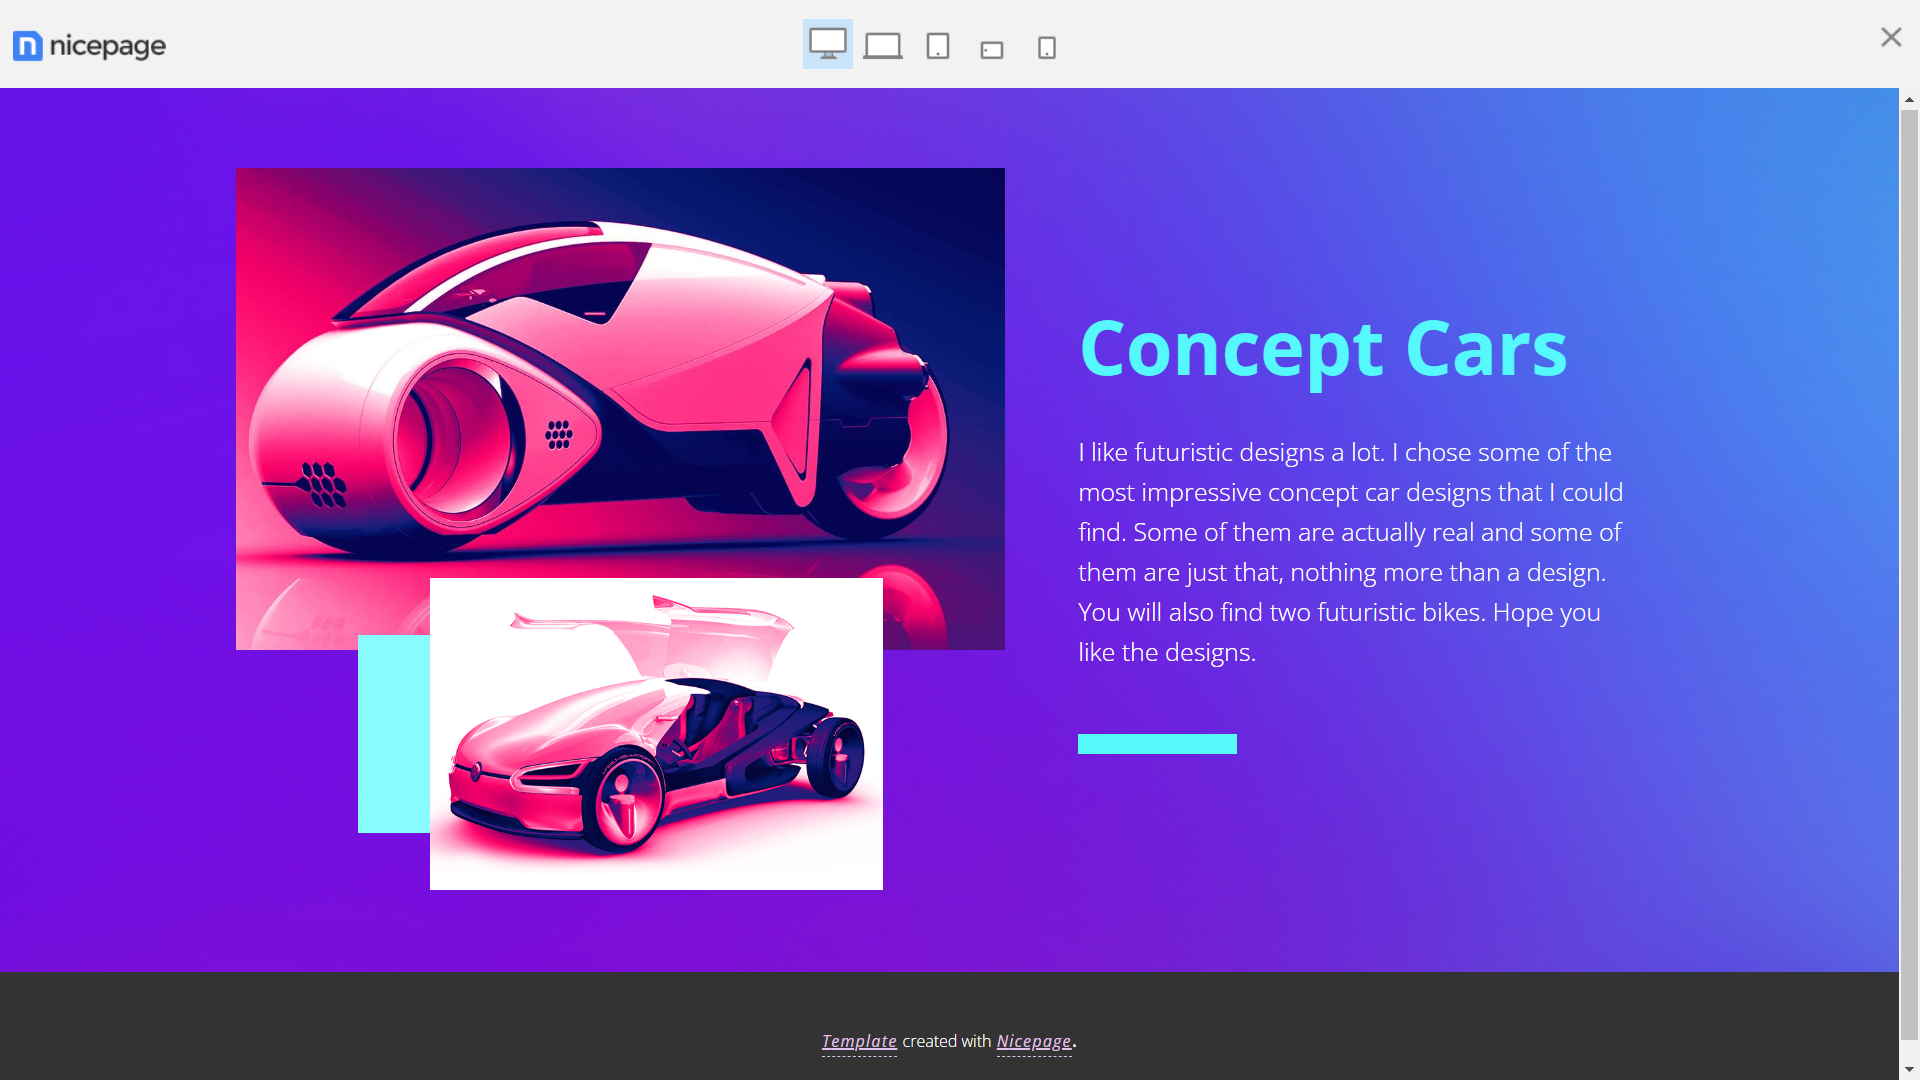 nicepage
Concept Cars
I like futuristic designs a lot. I chose some of the
most impressive concept car designs that I could
find. Some of them are actually real and some of
them are just that, nothing more than a design.
You will also find two futuristic bikes. Hope you
like the designs.
Template created with Nicepage.